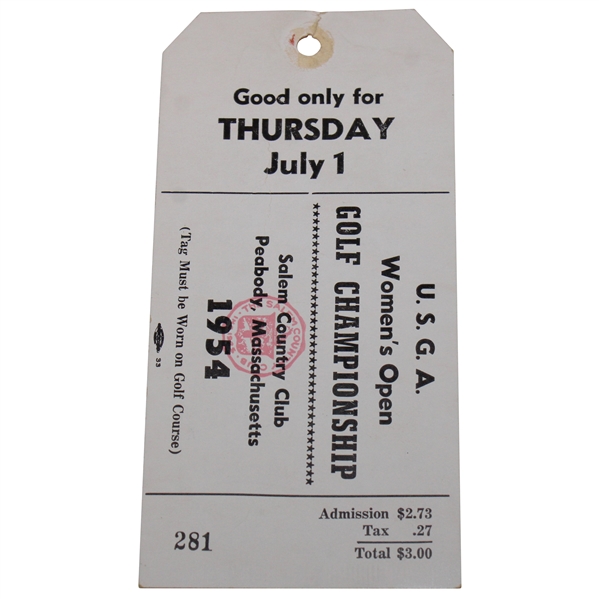 Good only for
THURSDAY
July 1
U. S. G. A.
Women's Open
GOLF CHAMPIONSHIP
Salem Country Club
Peabody, Massachusetts
1954
(Tag Must be Worn on Golf Course)
33
281
Admission $2.73
Tax .27
Total $3.00